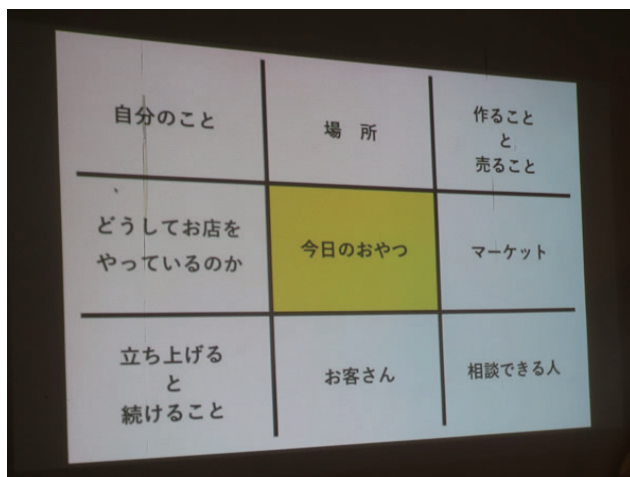 自分のこと
場 所
作ること
と
売ること
どうしてお店を
やっているのか
今日のおやつ
マーケット
立ち上げる
と
続けること
お客さん
相談できる人